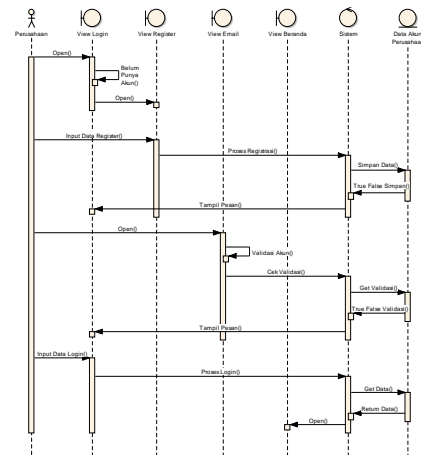 Perusahaan
View Login
View Register
View Email
View Beranda
Sistem
Data Akun
Perusahaa
Open()
Belum
Punya
Akun()
Open()
Input Data Register()
Proses Registrasi()
Simpan Data()
True False Simpan()
Tampil Pesan()
Open()
Validasi Akun()
Cek Validasi()
Get Validasi()
True False Validasi()
Tampil Pesan()
Input Data Login()
Proses Login()
Get Data()
Return Data()
Open()